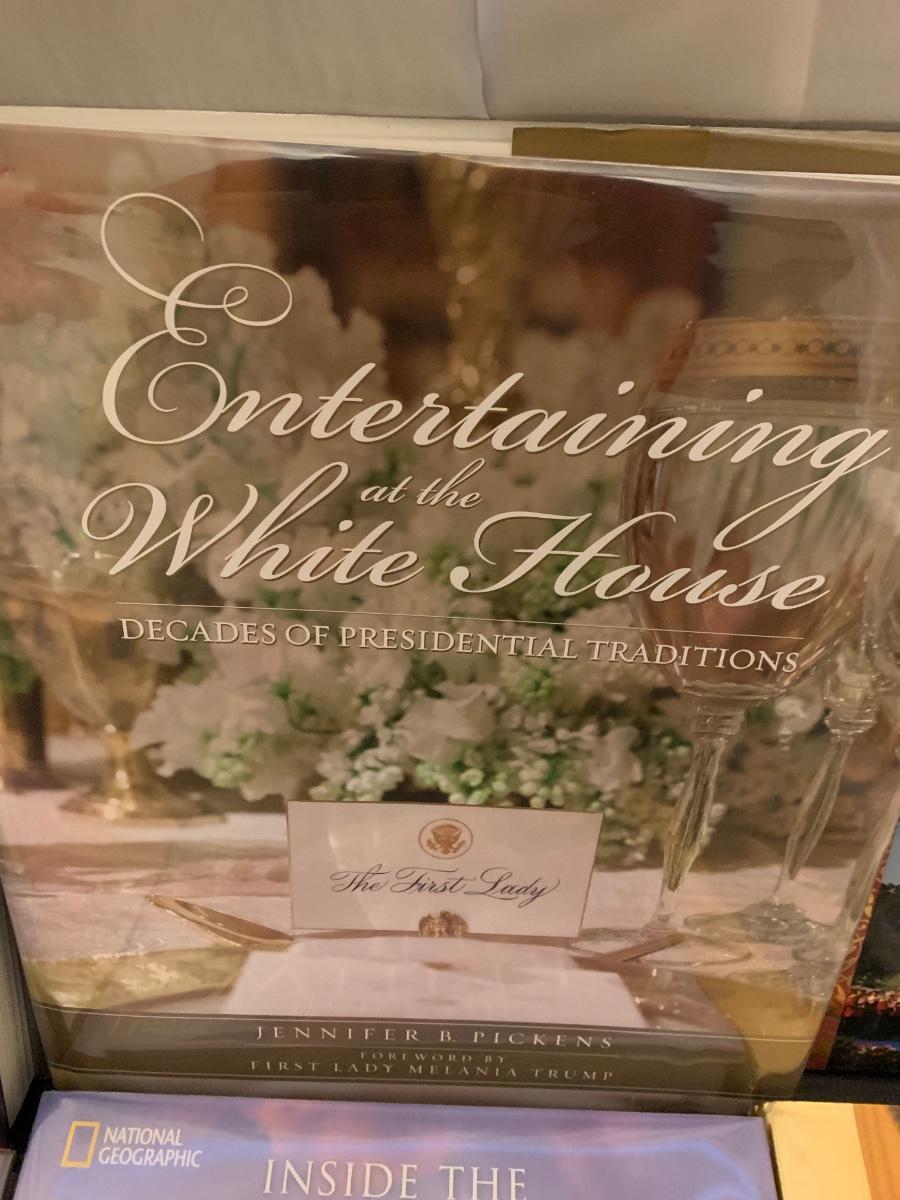 Entertaining
at the
White House
DECADES OF PRESIDENTIAL TRADITIONS
The First Lady
JENNIFER B. PICKENS
FOREWORD BY
FIRST LADY MELANIA TRUMP
NATIONAL
GEOGRAPHIC
INSIDE THE